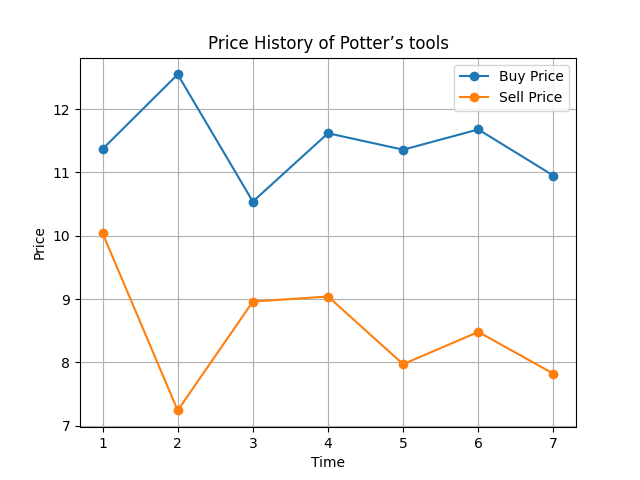 Price History of Potter’s tools
Buy Price
Sell Price
12
11
10
9
8
7
Price
1 2 3 4 5 6 7
Time